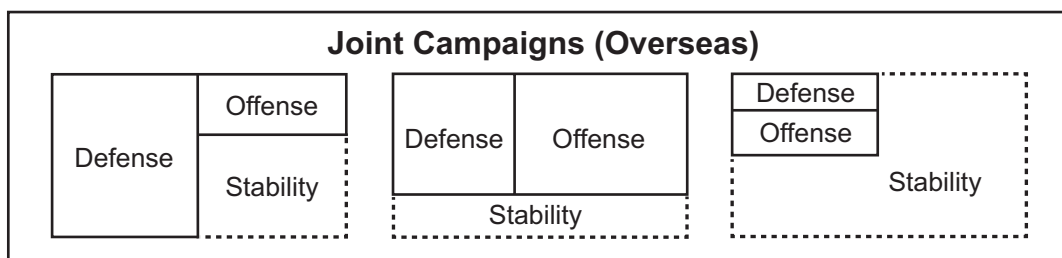 Joint Campaigns (Overseas)
Defense
Offense
Stability
Defense
Offense
Stability
Defense
Offense
Stability